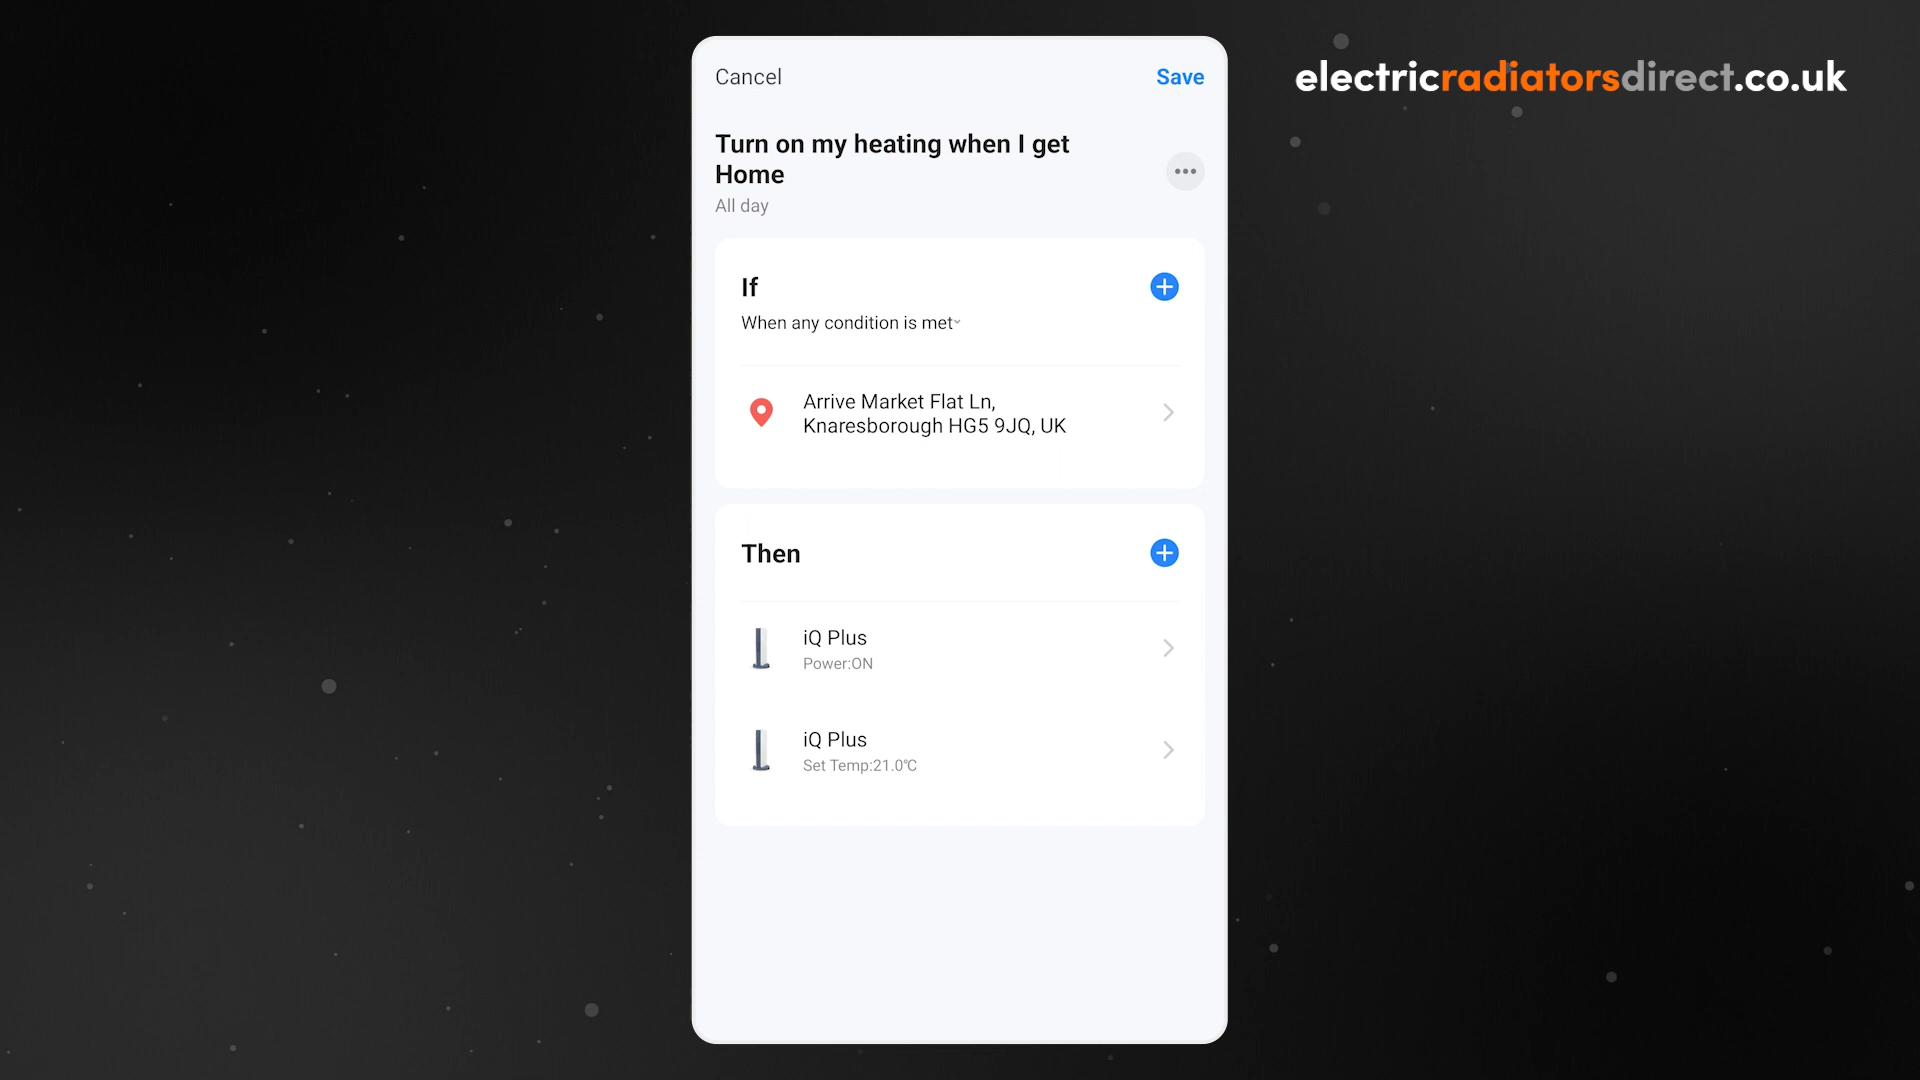 Cancel
Save
electricradiatorsdirect.co.uk
Turn on my heating when I get
Home
All day
If
When any condition is met
Arrive Market Flat Ln,
Knaresborough HG5 9JQ, UK
Then
iQ Plus
Power:ON
iQ Plus
Set Temp:21.0℃